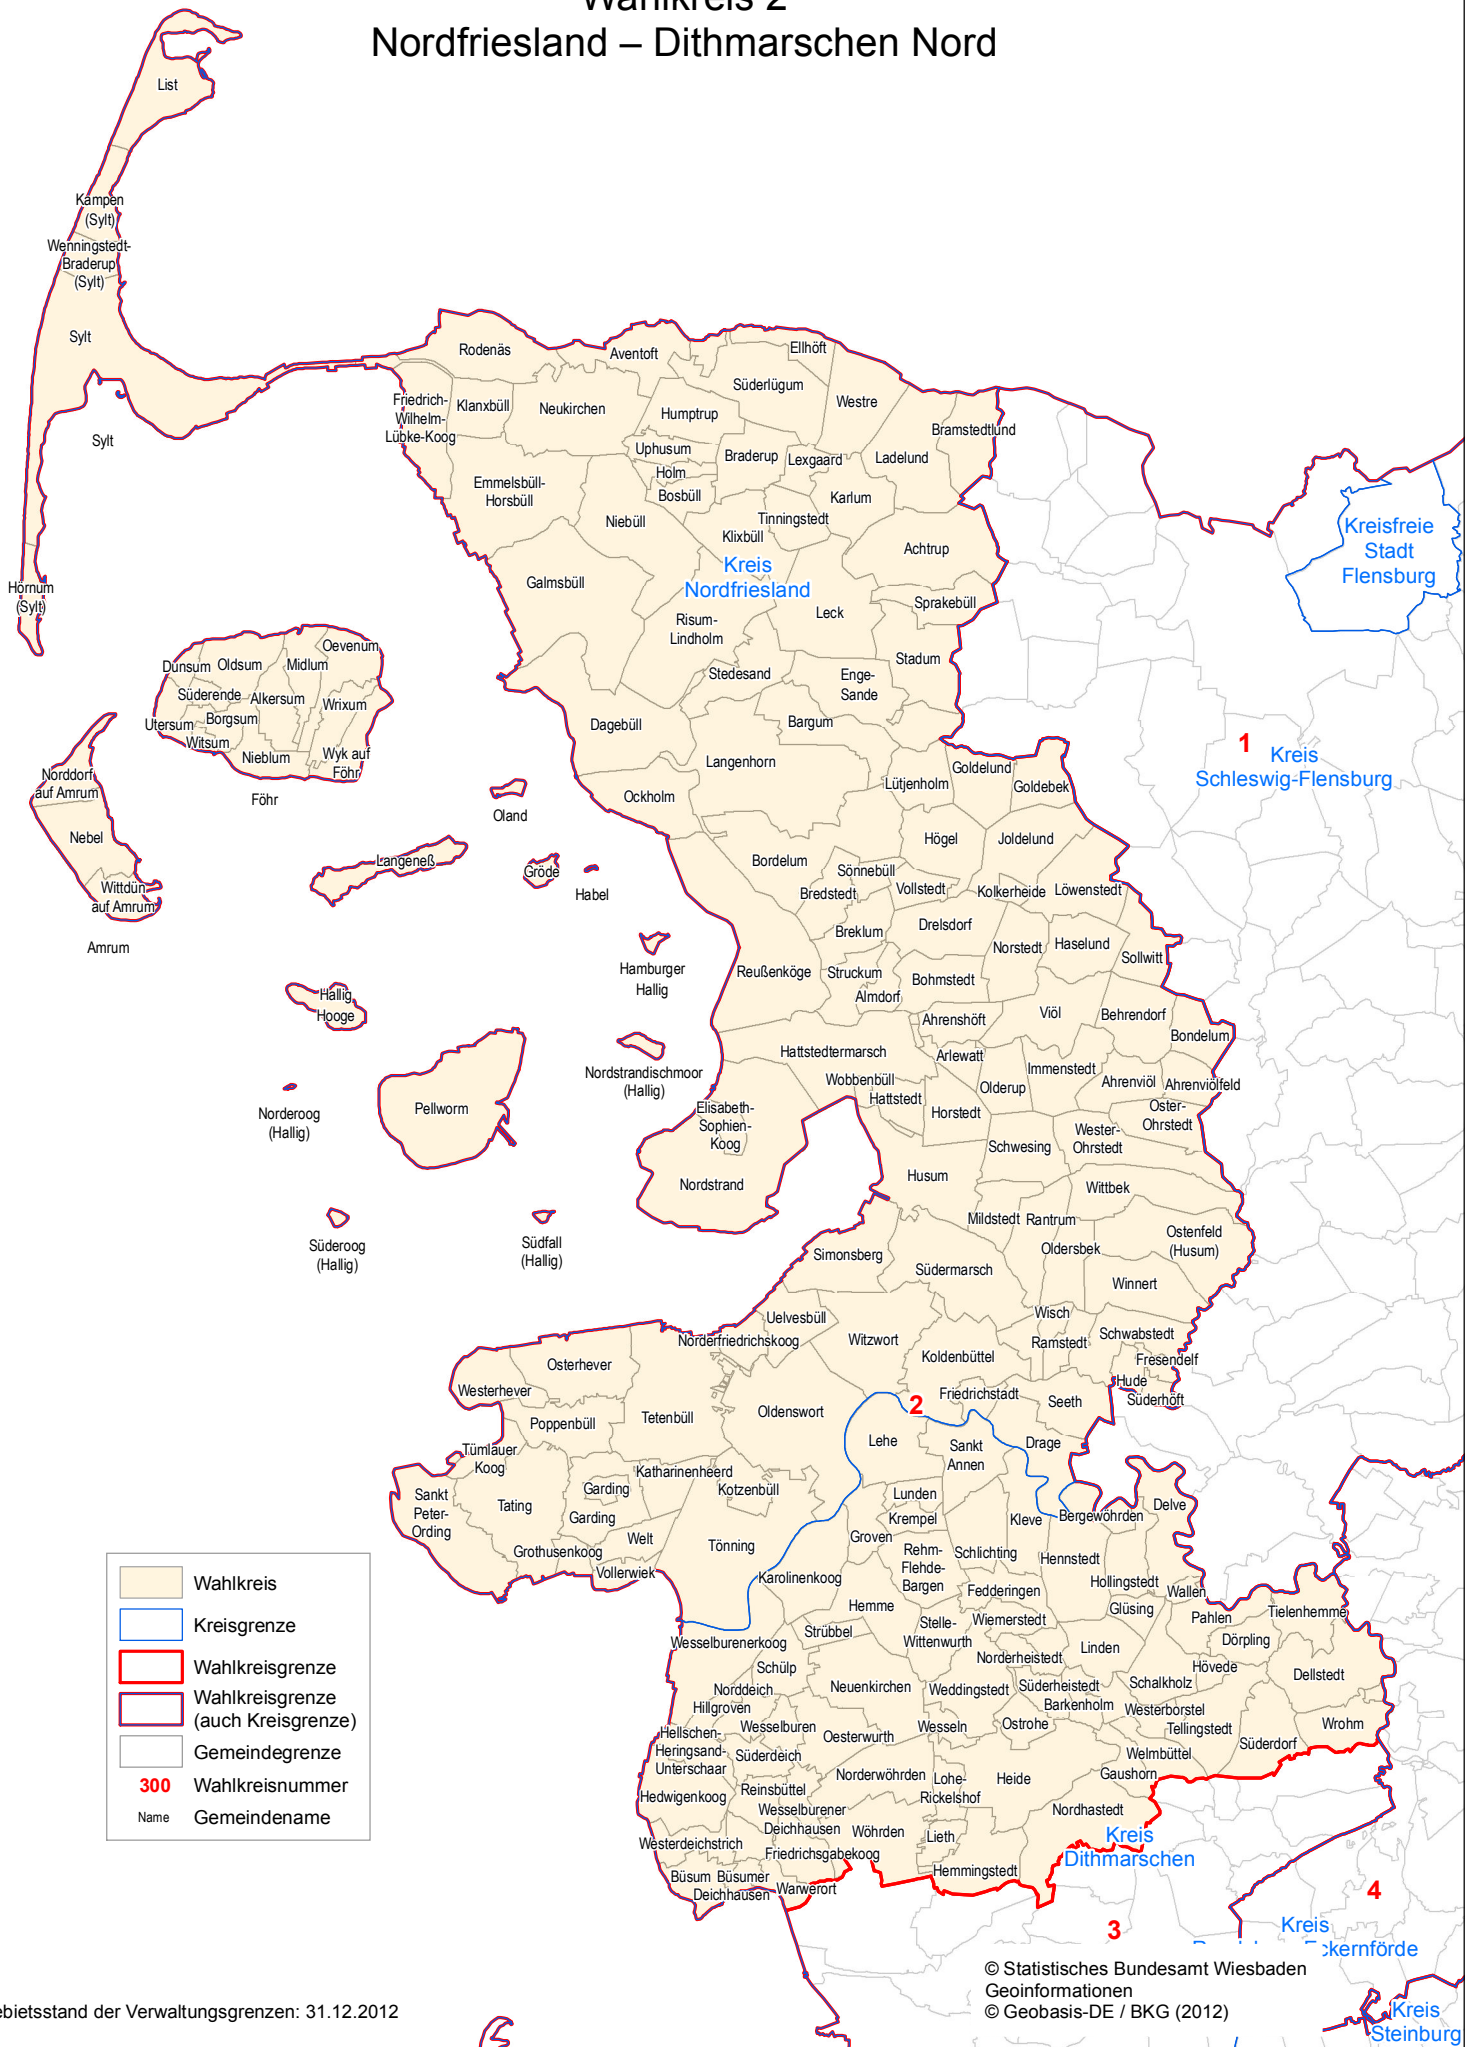 Wahlkreis 2
Nordfriesland – Dithmarschen Nord
List
Kampen
(Sylt)
Wenningstedt-
Braderup
(Sylt)
Sylt
Sylt
Hörnum
(Sylt)
Rodenäs
Aventoft
Ellhöft
Süderlügum
Westre
Friedrich-
Wilhelm-
Lübke-Koog
Klanxbüll
Neukirchen
Humptrup
Bramstedtlund
Uphusum
Holm
Bosbüll
Braderup
Lexgaard
Ladelund
Karlum
Emmelsbüll-
Horsbüll
Niebüll
Tinningstedt
Klixbüll
Achtrup
Kreis
Nordfriesland
Galmsbüll
Leck
Sprakebüll
Risum-
Lindholm
Stadum
Stedesand
Enge-
Sande
Bargum
Dagebüll
Langenhorn
Kreisfreie
Stadt
Flensburg
1
Kreis
Schleswig-Flensburg
Oevenum
Dunsum
Oldsum
Midlum
Süderende
Alkersum
Wrixum
Utersum
Borgsum
Witsum
Nieblum
Wyk auf
Föhr
Föhr
Norddorf
auf Amrum
Nebel
Wittdün
auf Amrum
Amrum
Oland
Langeneß
Gröde
Habel
Hamburger
Hallig
Hallig
Hooge
Nordstrandischmoor
(Hallig)
Norderoog
(Hallig)
Pellworm
Süderoog
(Hallig)
Südfall
(Hallig)
Ockholm
Lütjenholm
Goldelund
Goldebek
Högel
Joldelund
Bordelum
Sönnebüll
Bredstedt
Vollstedt
Kolkerheide
Löwenstedt
Breklum
Drelsdorf
Norstedt
Haselund
Sollwitt
Reußenköge
Struckum
Almdorf
Bohmstedt
Ahrenshöft
Viöl
Behrendorf
Bondelum
Hattstedtermarsch
Arlewatt
Immenstedt
Wobbenbüll
Hattstedt
Olderup
Ahrenviöl
Ahrenviölfeld
Horstedt
Oster-
Ohrstedt
Elisabeth-
Sophien-
Koog
Nordstrand
Schwesing
Wester-
Ohrstedt
Husum
Wittbek
Mildstedt
Rantrum
Ostenfeld
(Husum)
Oldersbek
Simonsberg
Südermarsch
Winnert
Uelvesbüll
Wisch
Norderfriedrichskoog
Witzwort
Ramstedt
Schwabstedt
Koldenbüttel
Fresendelf
Hude
Süderhöft
Osterhever
Westerhever
Friedrichstadt
Seeth
2
Poppenbüll
Tetenbüll
Oldenswort
Lehe
Sankt
Annen
Drage
Tümlauer
Koog
Katharinenheerd
Kotzenbüll
Sankt
Peter-
Ording
Tating
Garding
Garding
Welt
Grothusenkoog
Vollerwiek
Tönning
Lunden
Krempel
Kleve
Bergewöhrden
Delve
Groven
Rehm-
Flehde-
Bargen
Schlichting
Hennstedt
Karolinenkoog
Fedderingen
Hollingstedt
Wallen
Hemme
Glüsing
Pahlen
Tielenhemme
Stelle-
Wittenwurth
Wiemerstedt
Wesselburenerkoog
Strübbel
Linden
Dörpling
Norderheistedt
Schülp
Hövede
Dellstedt
Norddeich
Neuenkirchen
Weddingstedt
Süderheistedt
Schalkholz
Barkenholm
Westerborstel
Hillgroven
Wesselburen
Oesterwurth
Wesseln
Ostrohe
Tellingstedt
Wrohm
Hellschen-
Heringsand-
Unterschaar
Süderdeich
Süderdorf
Welmbüttel
Gaushorn
Norderwöhrden
Lohe-
Rickelshof
Heide
Reinsbüttel
Hedwigenkoog
Wesselburener
Deichhausen
Nordhastedt
Wöhrden
Lieth
Westerdeichstrich
Friedrichsgabekoog
Hemmingstedt
Büsum
Büsumer
Deichhausen
Warwerort
Kreis
Dithmarschen
3
4
Kreis
Eckernförde
Kreis
Steinburg
Wahlkreis
Kreisgrenze
Wahlkreisgrenze
Wahlkreisgrenze
(auch Kreisgrenze)
Gemeindegrenze
300 Wahlkreisnummer
Name Gemeindename
© Statistisches Bundesamt Wiesbaden
Geoinformationen
© Geobasis-DE / BKG (2012)
ebietsstand der Verwaltungsgrenzen: 31.12.2012